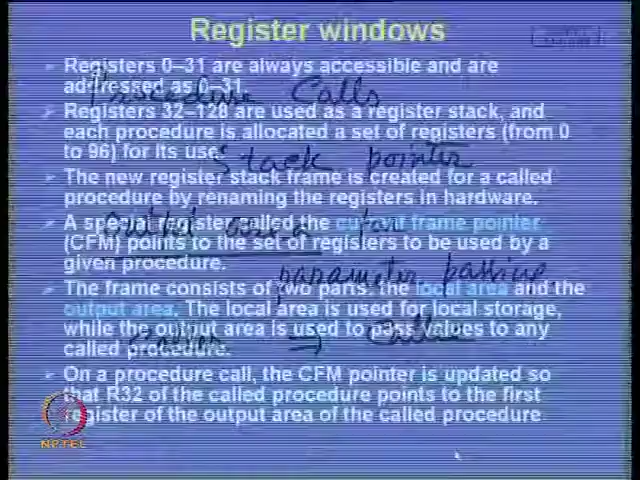 Register windows
Registers 0–31 are always accessible and are
addressed as 0–31.
Procedure Calls
Registers 32–128 are used as a register stack, and
each procedure is allocated a set of registers (from 0
to 96) for its use.
Stack pointer
The new register stack frame is created for a called
procedure by renaming the registers in hardware.
A special register called the current frame pointer
Output area for
(CFM) points to the set of registers to be used by a
given procedure.
parameter passing
The frame consists of two parts, the local area and the
output area. The local area is used for local storage,
while the output area is used to pass values to any
Caller → Callee
called procedure.
On a procedure call, the CFM pointer is updated so
that R32 of the called procedure points to the first
register of the output area of the called procedure
NPTEL